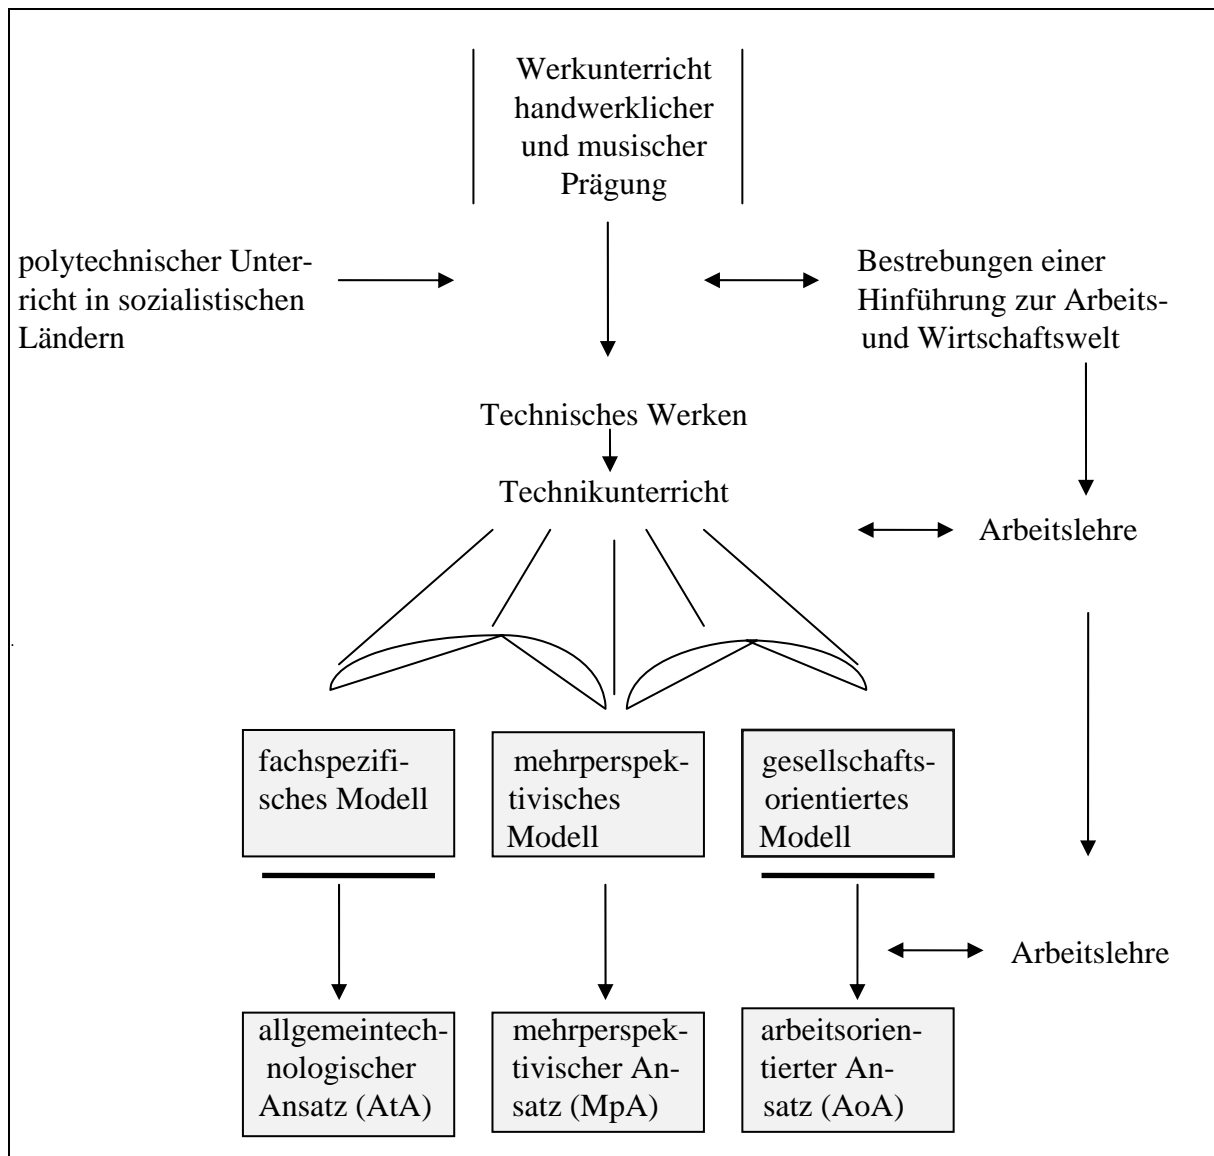 Werkunterricht
handwerklicher
und musischer
Prägung
polytechnischer Unter-
richt in sozialistischen
Ländern
Bestrebungen einer
Hinführung zur Arbeits-
und Wirtschaftswelt
Technisches Werken
Technikunterricht
Arbeitslehre
fachspezifi-
sches Modell
mehrperspek-
tivisches
Modell
gesellschafts-
orientiertes
Modell
Arbeitslehre
allgemeintech-
nologischer
Ansatz (AtA)
mehrperspek-
tivischer An-
satz (MpA)
arbeitsorien-
tierter An-
satz (AoA)